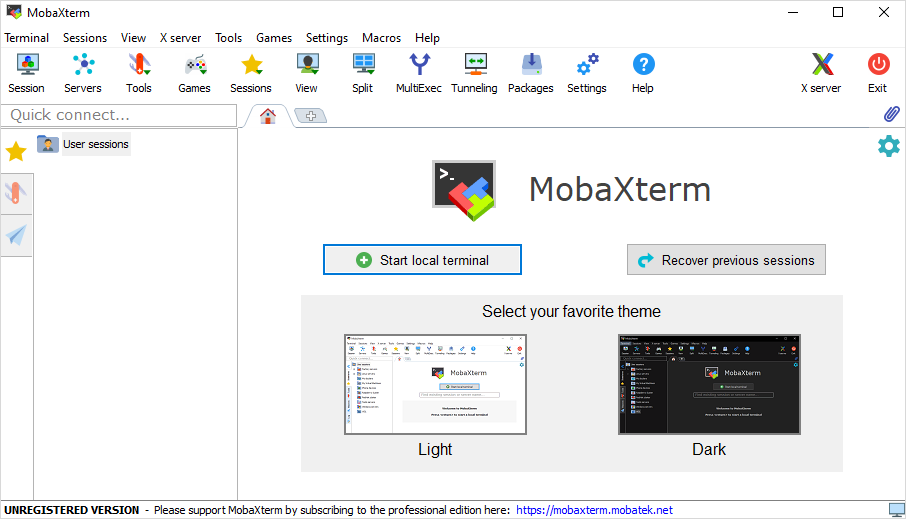 MobaXterm
Terminal Sessions View X server Tools Games Settings Macros Help
Session Servers Tools Games Sessions View Split MultiExec Tunneling Packages Settings Help X server Exit
Quick connect...
User sessions
>_
MobaXterm
Start local terminal
Recover previous sessions
Select your favorite theme
MobaXterm
MobaXterm
Light
Dark
UNREGISTERED VERSION - Please support MobaXterm by subscribing to the professional edition here: https://mobaxterm.mobatek.net